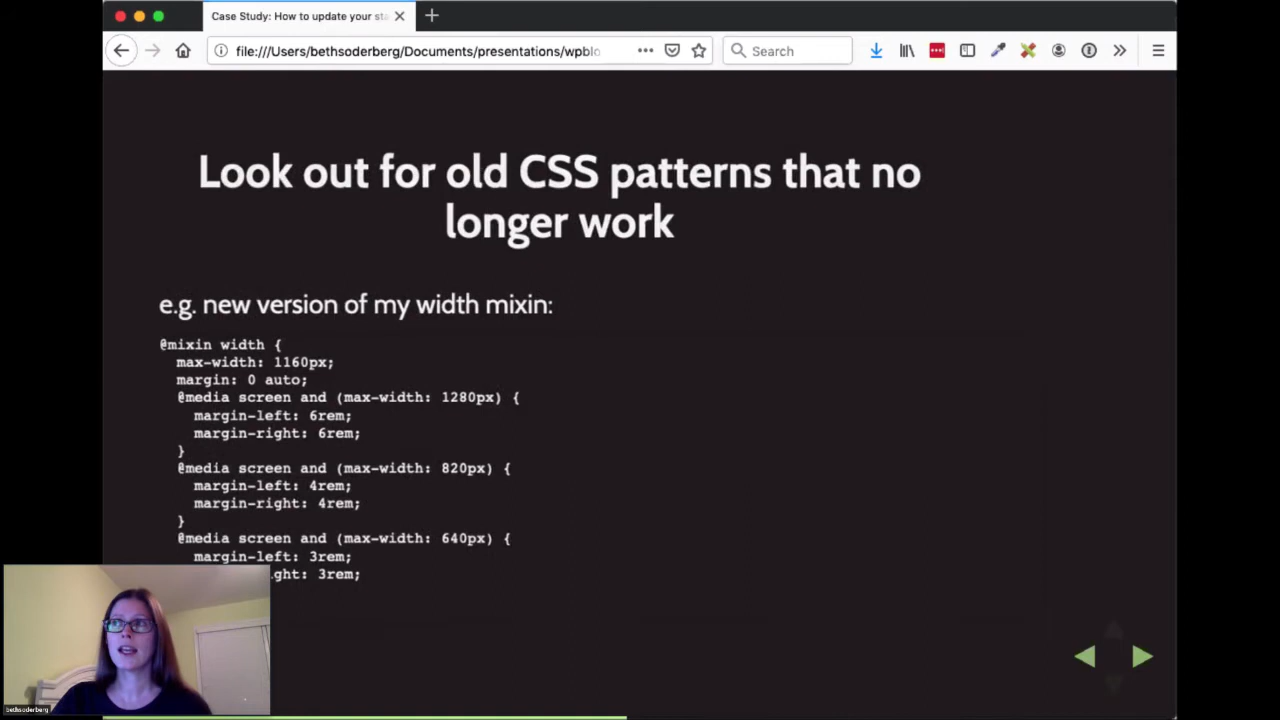 Case Study: How to update your sta
file:///Users/bethsoderberg/Documents/presentations/wpblo
Search
Look out for old CSS patterns that no
longer work
e.g. new version of my width mixin:
@mixin width {
max-width: 1160px;
margin: 0 auto;
@media screen and (max-width: 1280px) {
margin-left: 6rem;
margin-right: 6rem;
}
@media screen and (max-width: 820px) {
margin-left: 4rem;
margin-right: 4rem;
}
@media screen and (max-width: 640px) {
margin-left: 3rem;
ght: 3rem;
bethsoderberg